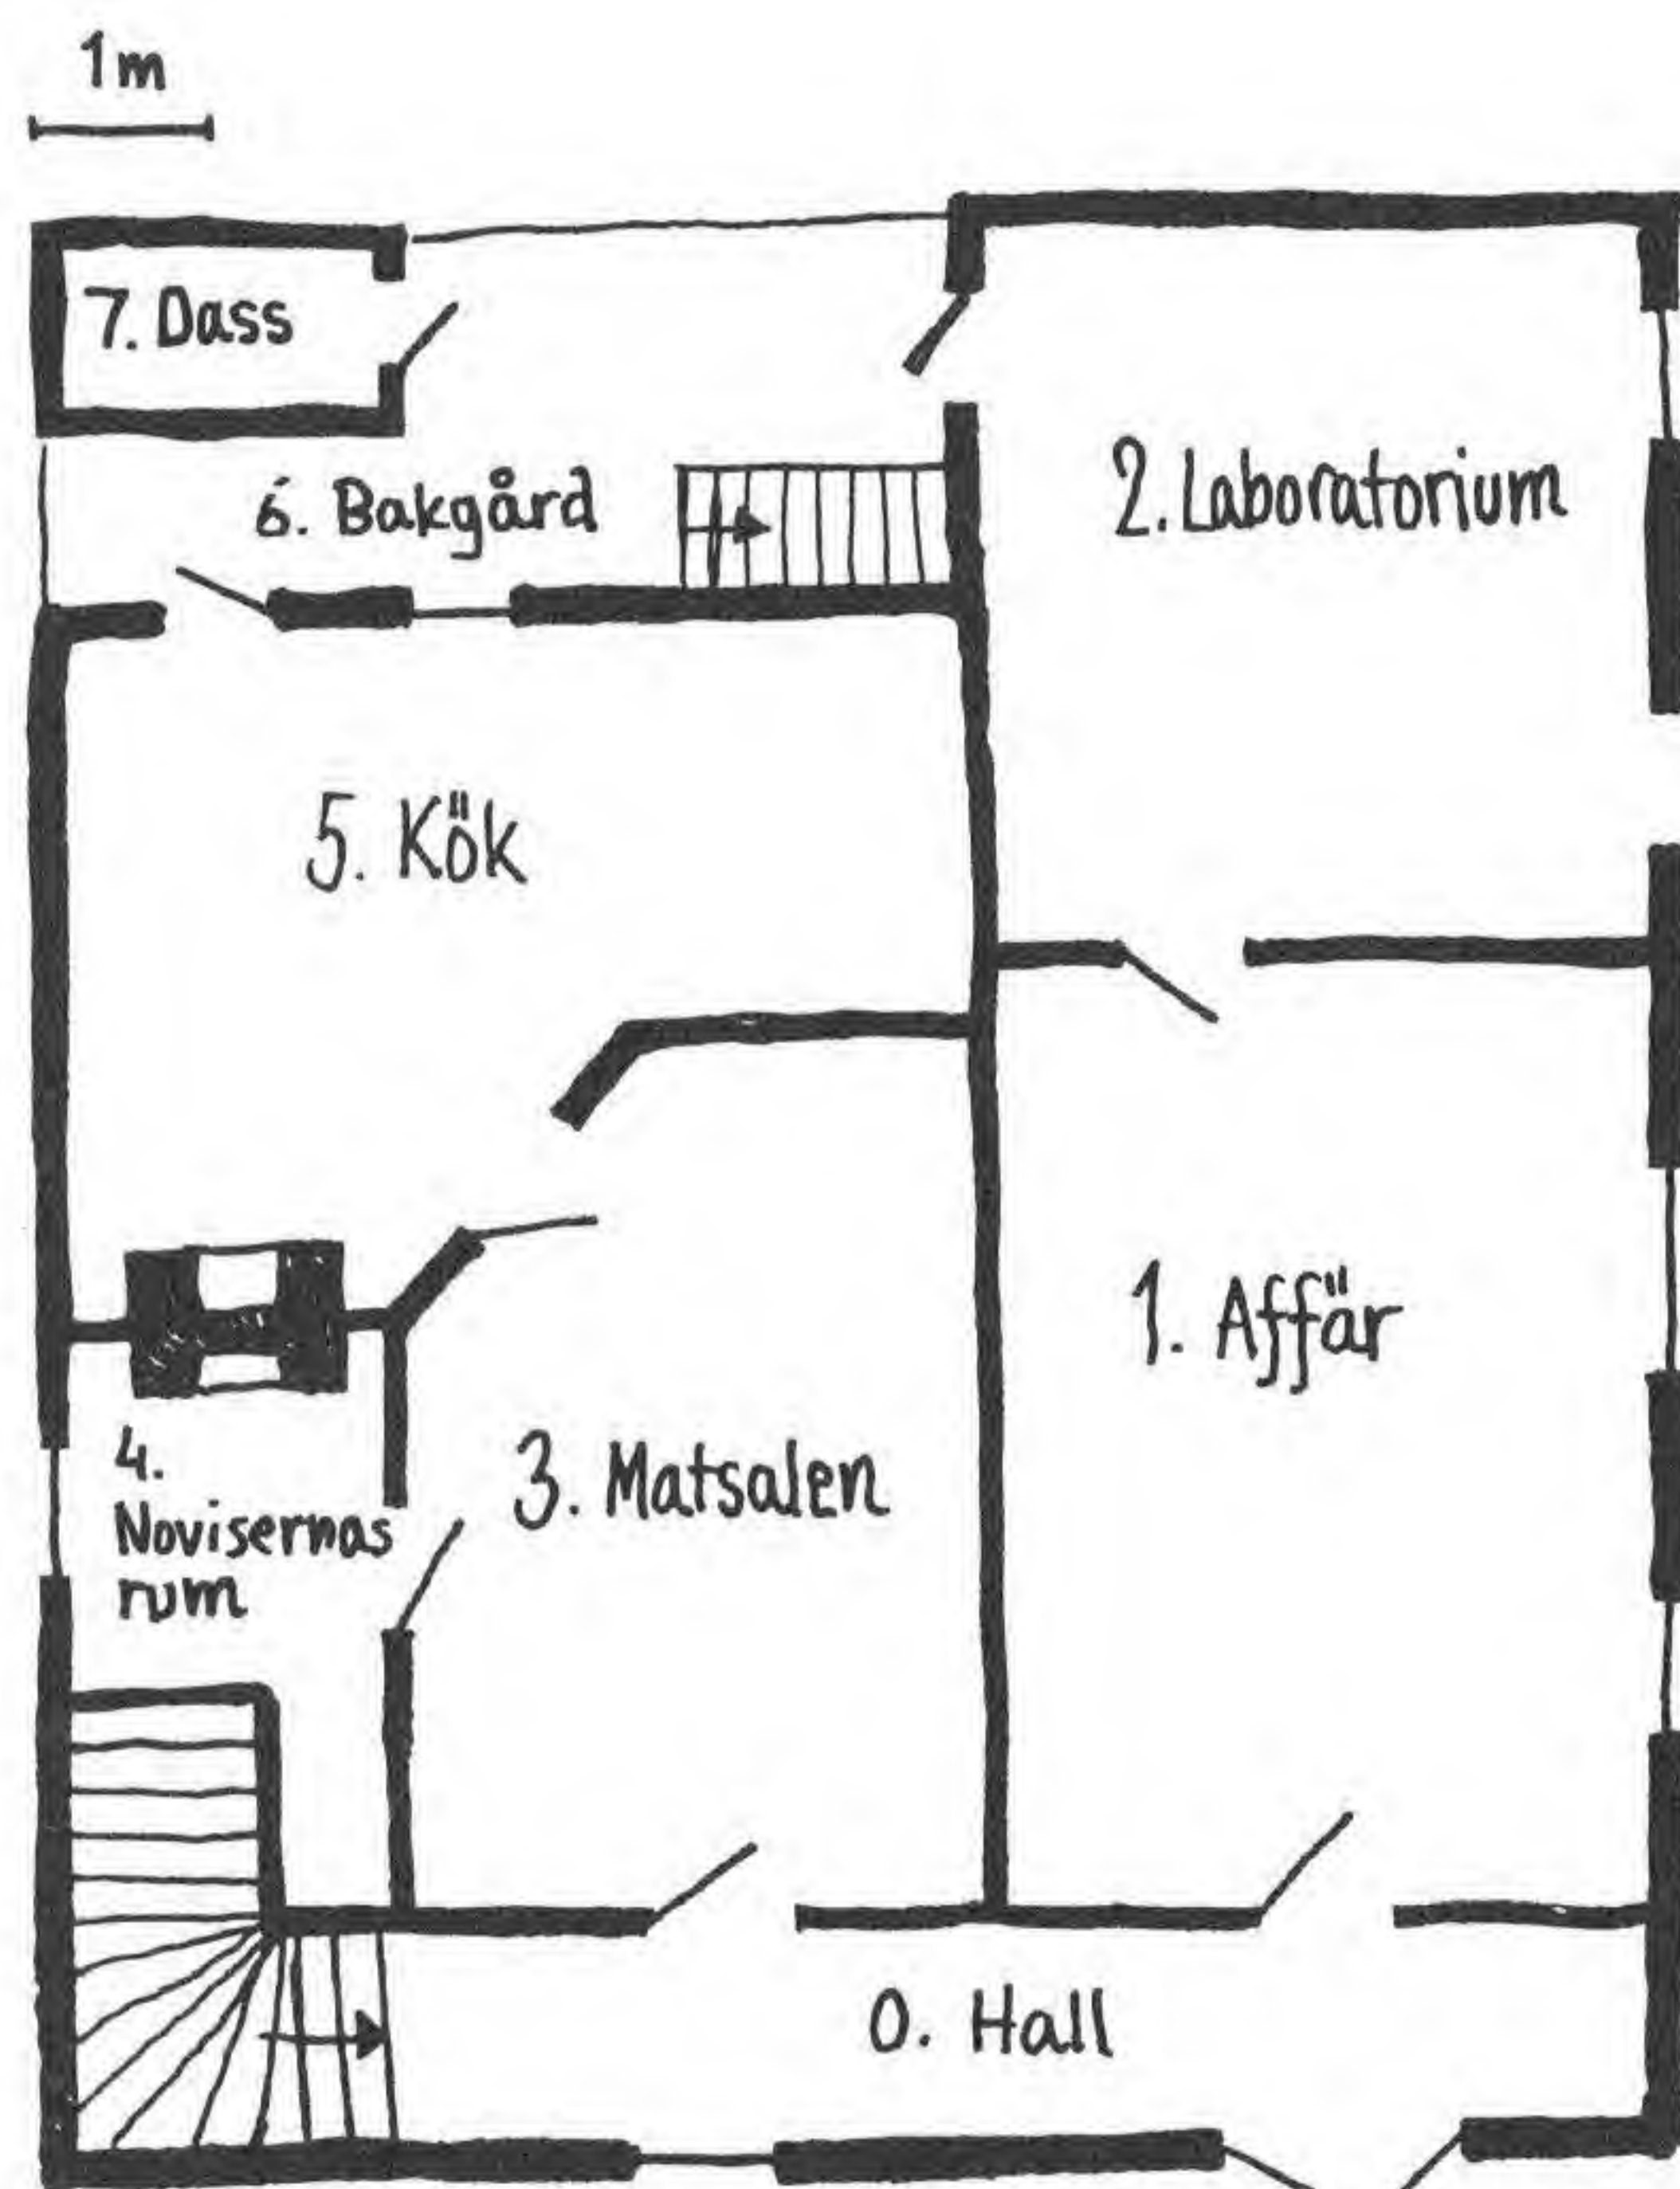 1m
7. Dass
6. Bakgård
2. Laboratorium
5. Kök
1. Affär
4.
Novisernas
rum
3. Matsalen
0. Hall